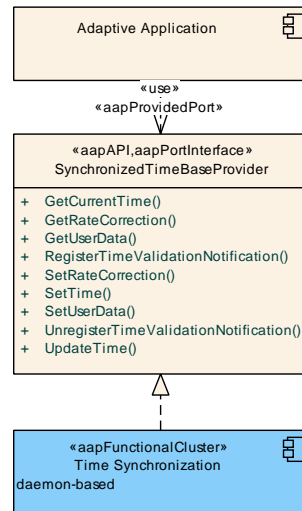 Adaptive Application
«use»
«aapProvidedPort»
«aapAPI,aapPortInterface»
SynchronizedTimeBaseProvider
+ GetCurrentTime()
+ GetRateCorrection()
+ GetUserData()
+ RegisterTimeValidationNotification()
+ SetRateCorrection()
+ SetTime()
+ SetUserData()
+ UnregisterTimeValidationNotification()
+ UpdateTime()
«aapFunctionalCluster»
Time Synchronization
daemon-based